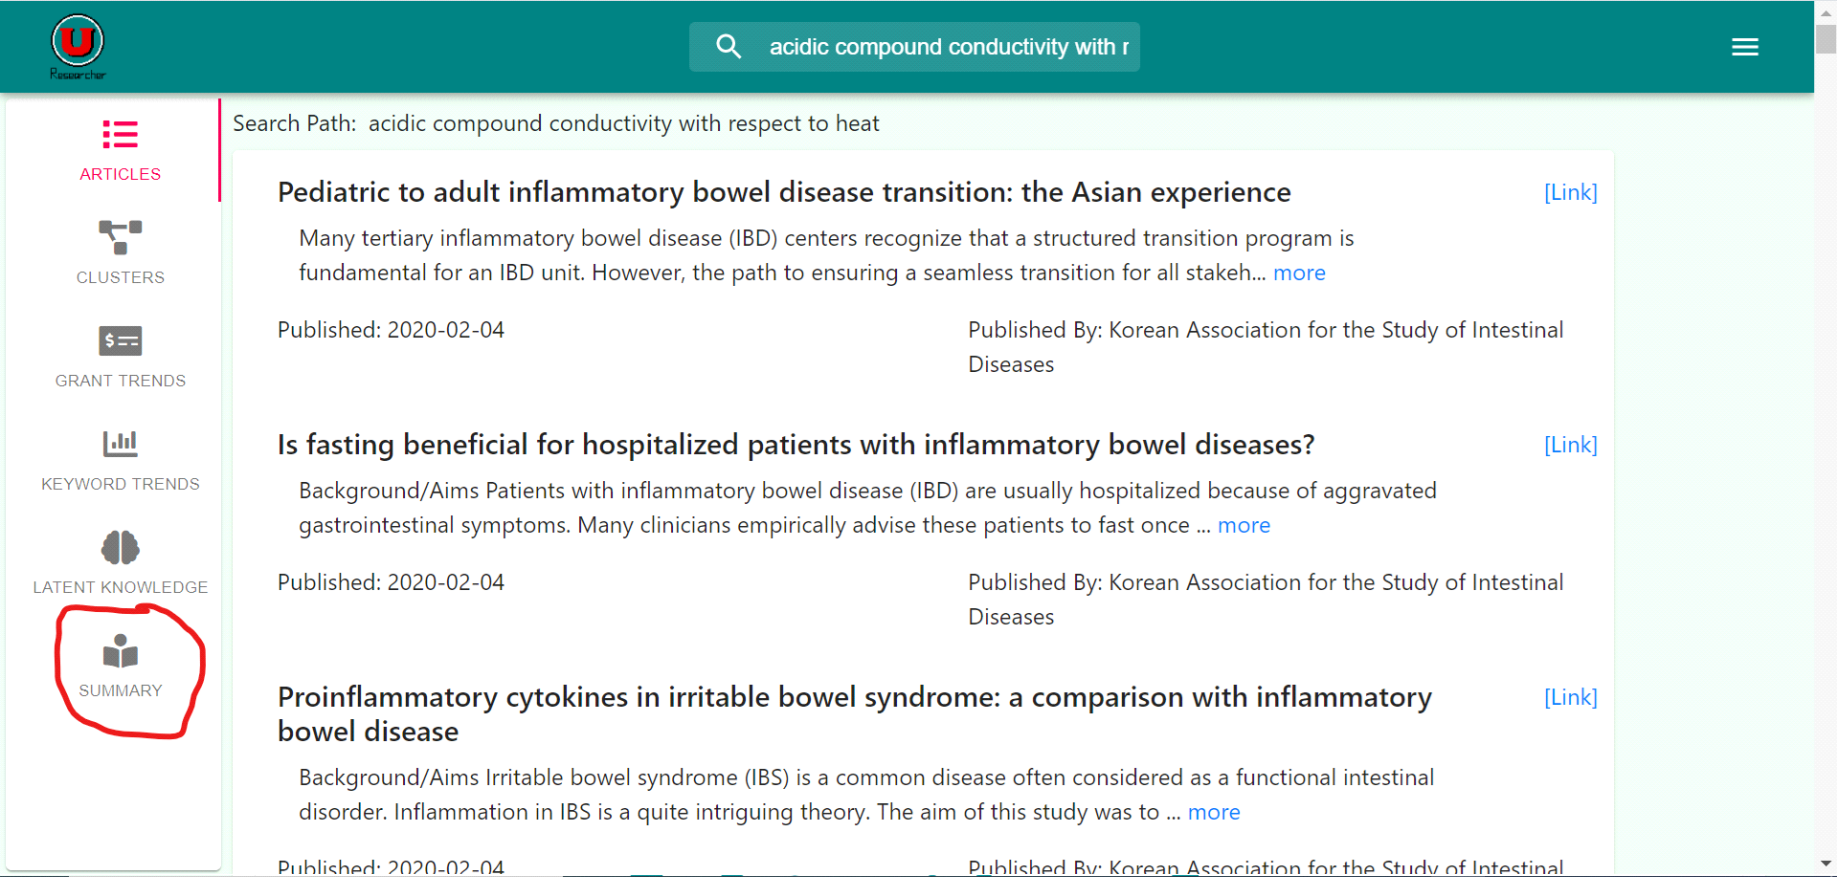 U
Researcher
acidic compound conductivity with r
ARTICLES
CLUSTERS
$
GRANT TRENDS
KEYWORD TRENDS
LATENT KNOWLEDGE
SUMMARY
Search Path: acidic compound conductivity with respect to heat
Pediatric to adult inflammatory bowel disease transition: the Asian experience
[Link]
Many tertiary inflammatory bowel disease (IBD) centers recognize that a structured transition program is
fundamental for an IBD unit. However, the path to ensuring a seamless transition for all stakeh... more
Published: 2020-02-04
Published By: Korean Association for the Study of Intestinal
Diseases
Is fasting beneficial for hospitalized patients with inflammatory bowel diseases?
[Link]
Background/Aims Patients with inflammatory bowel disease (IBD) are usually hospitalized because of aggravated
gastrointestinal symptoms. Many clinicians empirically advise these patients to fast once ... more
Published: 2020-02-04
Published By: Korean Association for the Study of Intestinal
Diseases
Proinflammatory cytokines in irritable bowel syndrome: a comparison with inflammatory
bowel disease
[Link]
Background/Aims Irritable bowel syndrome (IBS) is a common disease often considered as a functional intestinal
disorder. Inflammation in IBS is a quite intriguing theory. The aim of this study was to ... more
Published: 2020-02-04
Published By: Korean Association for the Study of Intestinal